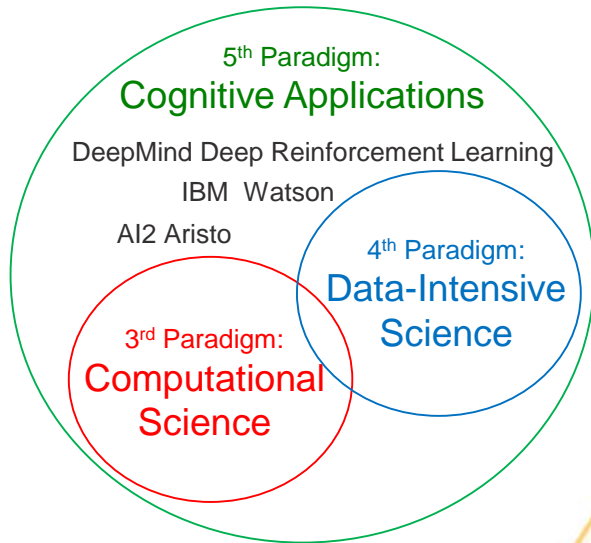 5th Paradigm:
Cognitive Applications
DeepMind Deep Reinforcement Learning
IBM Watson
AI2 Aristo
4th Paradigm:
Data-Intensive
Science
3rd Paradigm:
Computational
Science